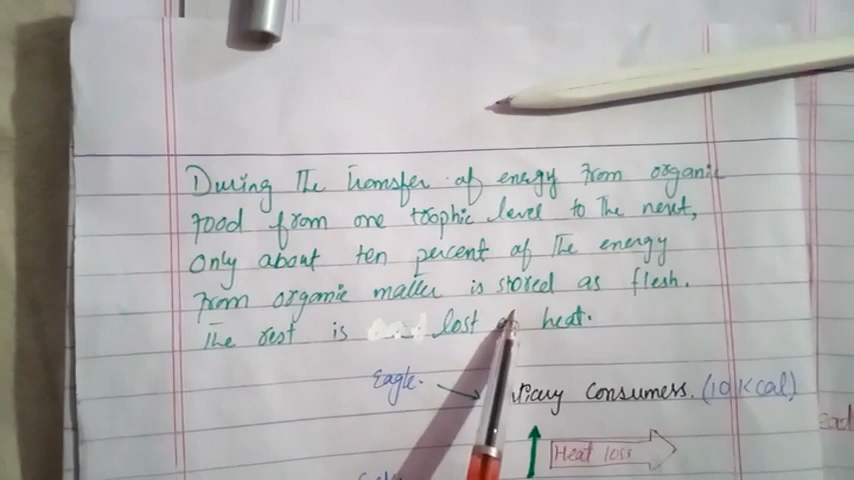 During The transfer of energy from organic
food from one trophic level to The next,
only about ten percent of The energy
from organic matter is stored as flesh.
The rest is lost as heat.
Eagle.
consumers. (10 Kcal)
Heat loss